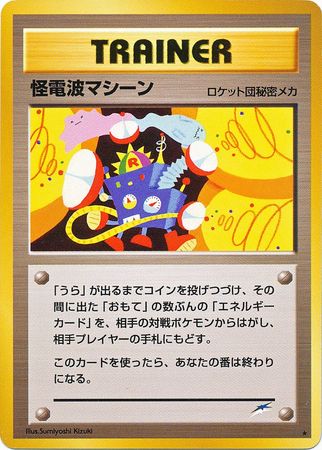 TRAINER
怪電波マシーン
ロケット団秘密メカ
R
「うら」が出るまでコインを投げつづけ、その
間に出た「おもて」の数ぶんの「エネルギー
カード」を、相手の対戦ポケモンからはがし、
相手プレイヤーの手札にもどす。
このカードを使ったら、あなたの番は終わり
になる。
Illus.Sumiyoshi Kizuki